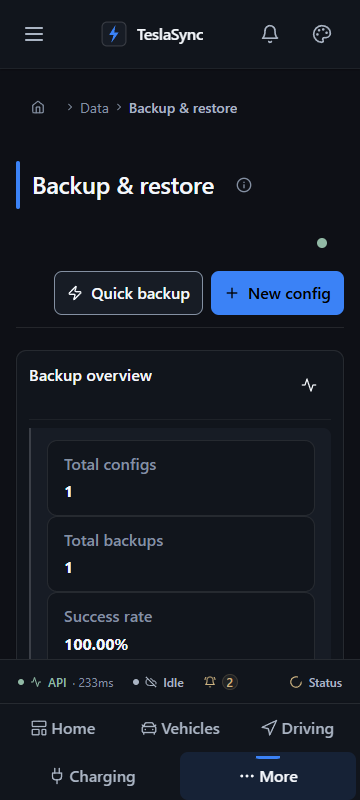 TeslaSync
Data
Backup & restore
Backup & restore
Quick backup
New config
Backup overview
Total configs
1
Total backups
1
Success rate
100.00%
API · 233ms
Idle
2
Status
Home
Vehicles
Driving
Charging
More